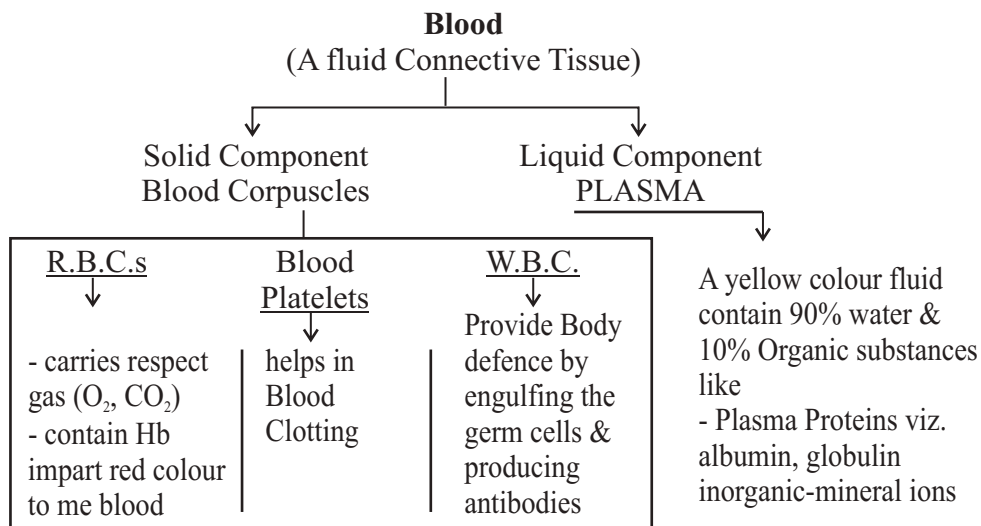 Blood
(A fluid Connective Tissue)
Solid Component
Blood Corpuscles
Liquid Component
PLASMA
R.B.C.s
- carries respect
gas (O₂, CO₂)
- contain Hb
impart red colour
to me blood
Blood
Platelets
helps in
Blood
Clotting
W.B.C.
Provide Body
defence by
engulfing the
germ cells &
producing
antibodies
A yellow colour fluid
contain 90% water &
10% Organic substances
like
- Plasma Proteins viz.
albumin, globulin
inorganic-mineral ions